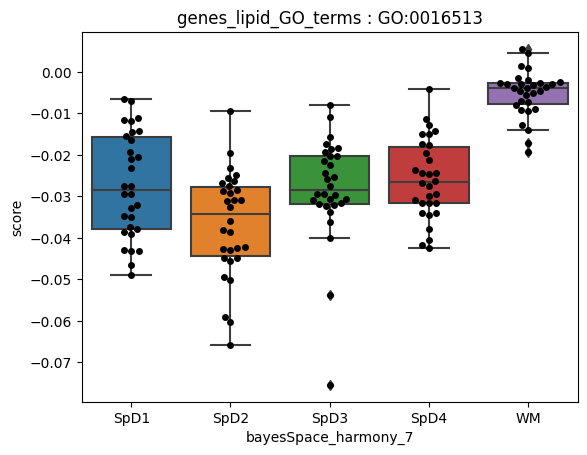 genes_lipid_GO_terms : GO:0016513
score
0.00
−0.01
−0.02
−0.03
−0.04
−0.05
−0.06
−0.07
SpD1 SpD2 SpD3 SpD4 WM
bayesSpace_harmony_7